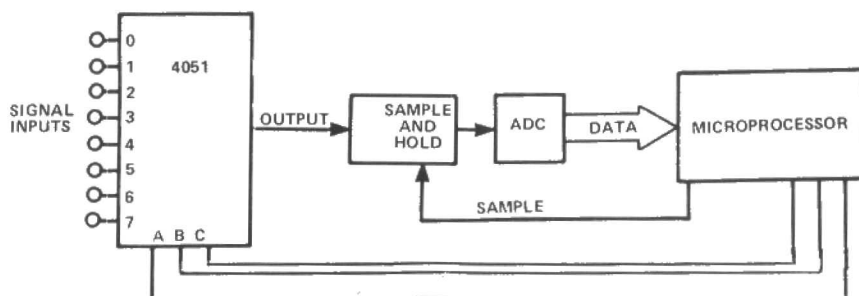 0
1
2
3
4
5
6
7
SIGNAL
INPUTS
4051
A B C
OUTPUT
SAMPLE
AND
HOLD
ADC
DATA
MICROPROCESSOR
SAMPLE